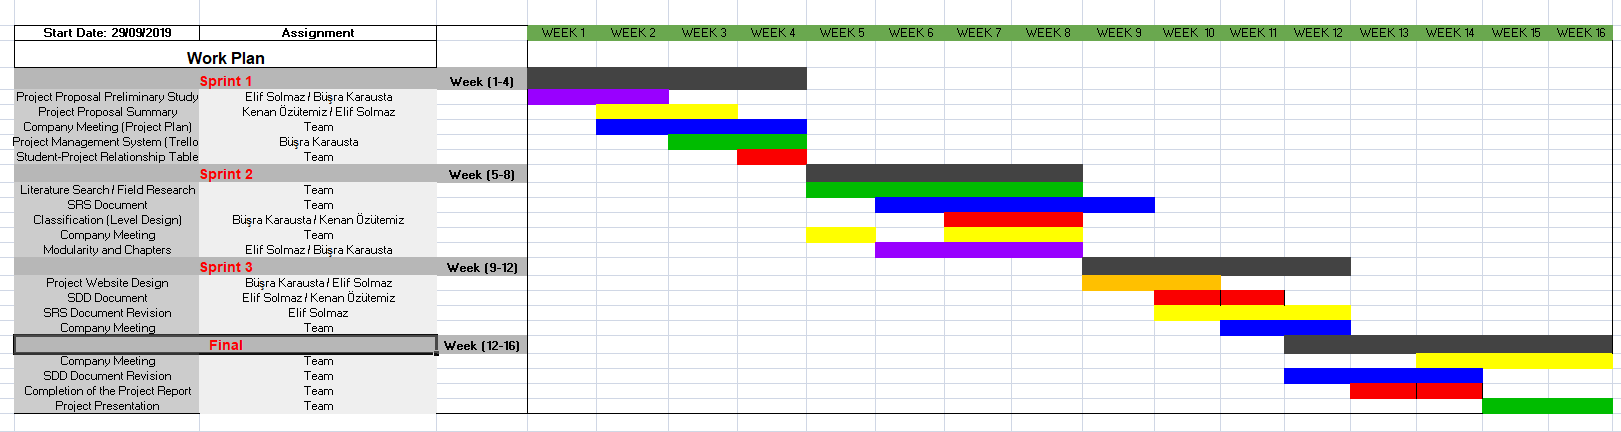 Start Date: 29/09/2019 Assignment WEEK 1 WEEK 2 WEEK 3 WEEK 4 WEEK 5 WEEK 6 WEEK 7 WEEK 8 WEEK 9 WEEK 10 WEEK 11 WEEK 12 WEEK 13 WEEK 14 WEEK 15 WEEK 16
Work Plan
Sprint 1 Week (1-4)
Project Proposal Preliminary Study Elif Solmaz / Büşra Karausta
Project Proposal Summary Kenan Özütemiz / Elif Solmaz
Company Meeting (Project Plan) Team
Project Management System (Trello Büşra Karausta
Student-Project Relationship Table Team
Sprint 2 Week (5-8)
Literature Search / Field Research Team
SRS Document Team
Classification (Level Design) Büşra Karausta / Kenan Özütemiz
Company Meeting Team
Modularity and Chapters Elif Solmaz / Büşra Karausta
Sprint 3 Week (9-12)
Project Website Design Büşra Karausta / Elif Solmaz
SDD Document Elif Solmaz / Kenan Özütemiz
SRS Document Revision Elif Solmaz
Company Meeting Team
Final Week (12-16)
Company Meeting Team
SDD Document Revision Team
Completion of the Project Report Team
Project Presentation Team